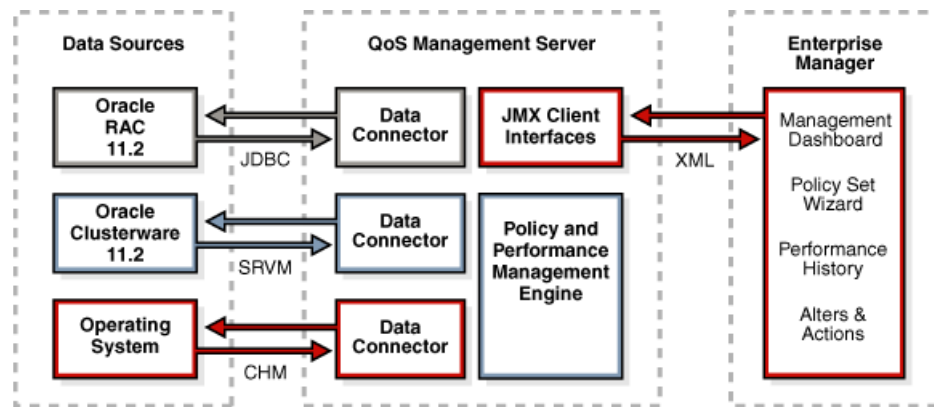 Data Sources
QoS Management Server
Enterprise
Manager
Oracle
RAC
11.2
JDBC
Data
Connector
JMX Client
Interfaces
XML
Management
Dashboard
Policy Set
Wizard
Performance
History
Alters &
Actions
Oracle
Clusterware
11.2
SRVM
Data
Connector
Policy and
Performance
Management
Engine
Operating
System
CHM
Data
Connector